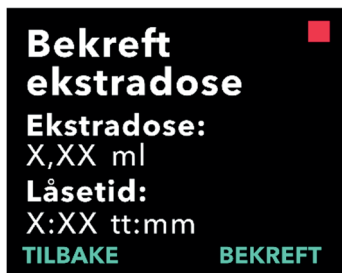 Bekreft
ekstradose
Ekstradose:
X,XX ml
Låsetid:
X:XX tt:mm
TILBAKE BEKREFT